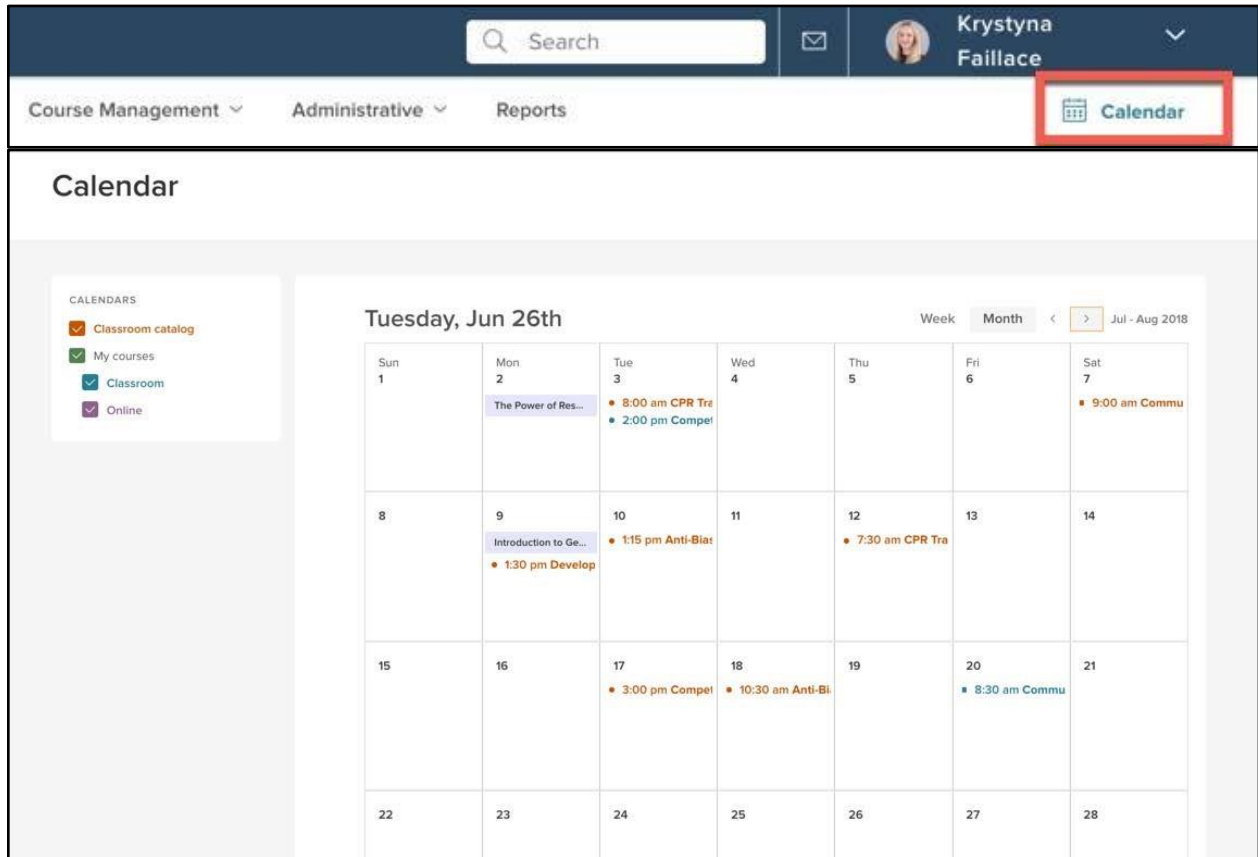 Search
Krystyna
Faillace
Course Management
Administrative
Reports
Calendar
Calendar
CALENDARS
Classroom catalog
My courses
Classroom
Online
Tuesday, Jun 26th
Week
Month
Jul - Aug 2018
Sun
Mon
Tue
Wed
Thu
Fri
Sat
1
2
3
4
5
6
7
The Power of Res...
8:00 am CPR Tra
2:00 pm Compet
9:00 am Commu
8
9
10
11
12
13
14
Introduction to Ge...
1:15 pm Anti-Bias
7:30 am CPR Tra
1:30 pm Develop
15
16
17
18
19
20
21
3:00 pm Compet
10:30 am Anti-Bi
8:30 am Commu
22
23
24
25
26
27
28